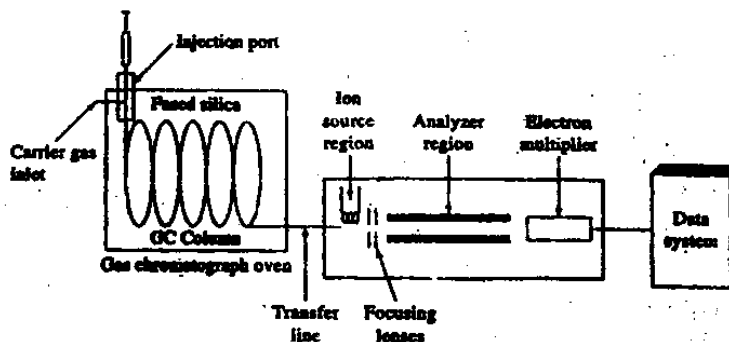 Injection port
Fused silica
Carrier gas
inlet
GC Column
Gas chromatograph oven
Ion
source
region
Analyzer
region
Electron
multiplier
Data
system
Transfer
line
Focusing
lenses